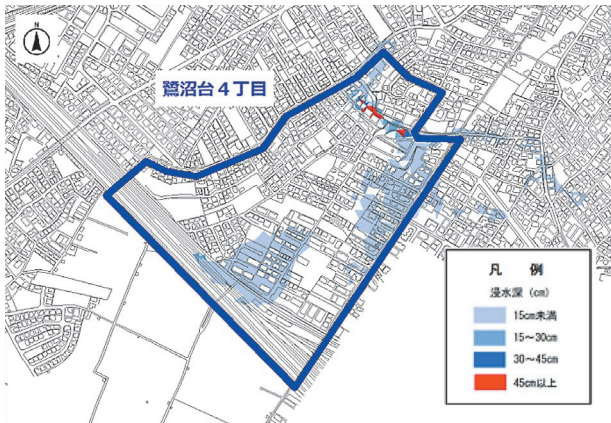 N
鷺沼台４丁目
凡　例
浸水深（cm）
15cm未満
15～30cm
30～45cm
45cm以上